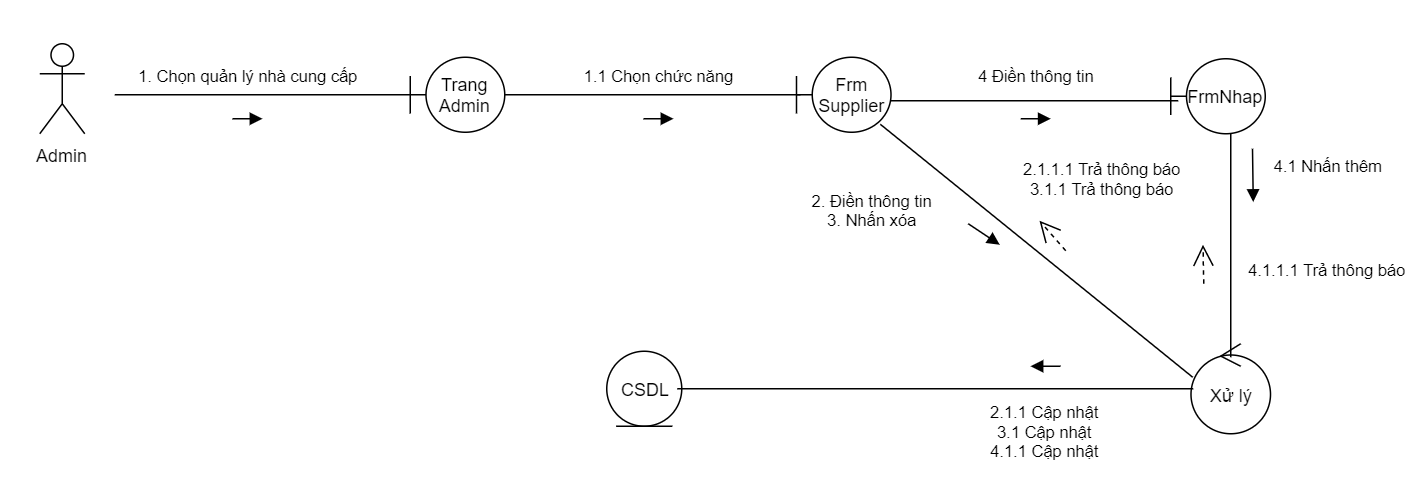 Admin
1. Chọn quản lý nhà cung cấp
Trang
Admin
1.1 Chọn chức năng
Frm
Supplier
4 Điền thông tin
FrmNhap
2.1.1.1 Trả thông báo
3.1.1 Trả thông báo
4.1 Nhấn thêm
2. Điền thông tin
3. Nhấn xóa
4.1.1.1 Trả thông báo
CSDL
Xử lý
2.1.1 Cập nhật
3.1 Cập nhật
4.1.1 Cập nhật